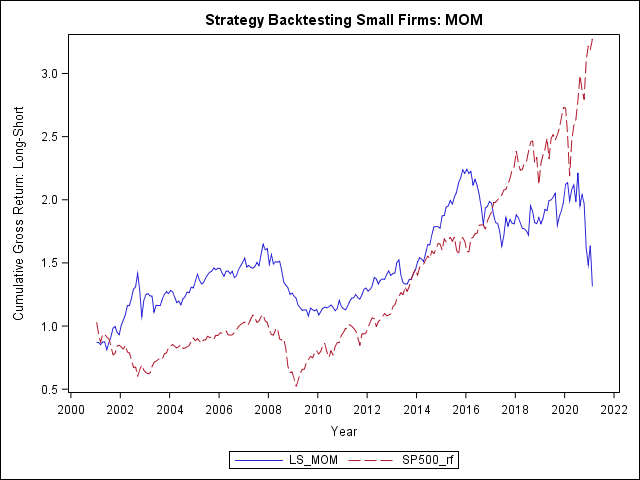 Strategy Backtesting Small Firms: MOM
Cumulative Gross Return: Long-Short
3.0
2.5
2.0
1.5
1.0
0.5
2000 2002 2004 2006 2008 2010 2012 2014 2016 2018 2020 2022
Year
LS_MOM SP500_rf